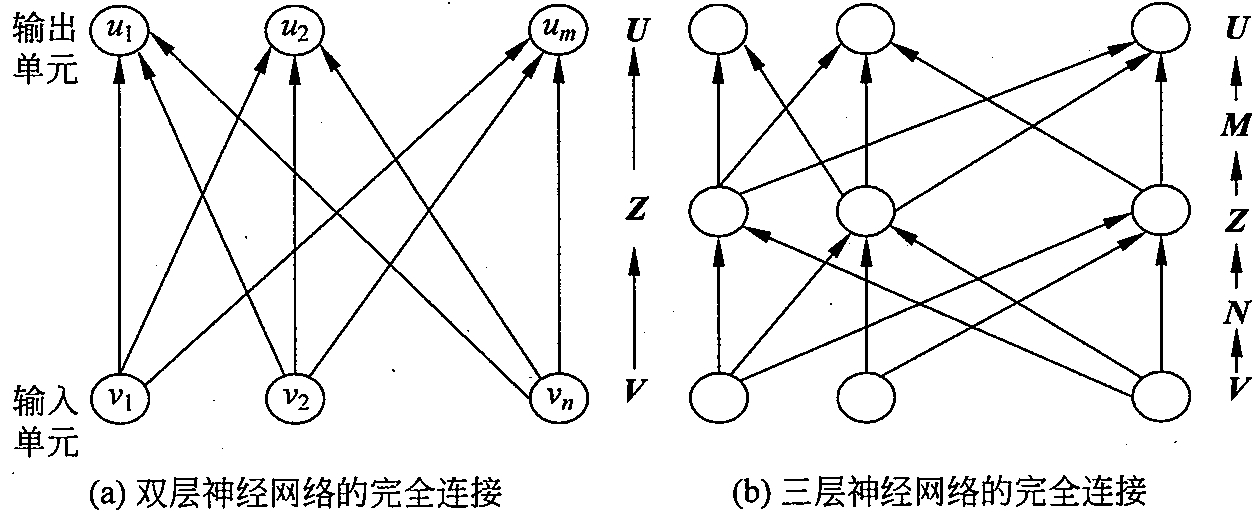 输出
单元
u1 u2 um
U
Z
V
输入
单元
v1 v2 vn
(a) 双层神经网络的完全连接
U
M
Z
N
V
(b) 三层神经网络的完全连接